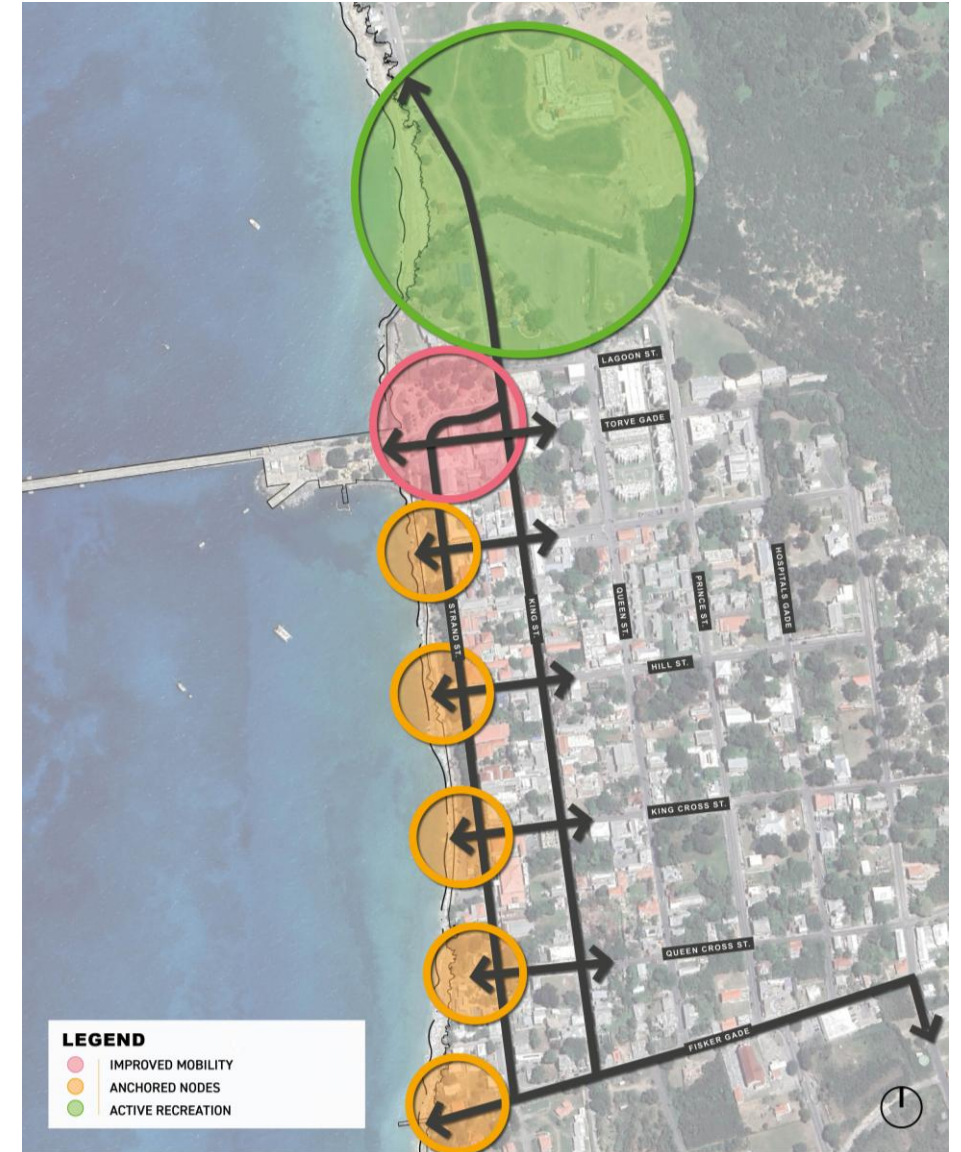 LAGOON ST.
TORVE GADE
STRAND ST.
KING ST.
QUEEN ST.
PRINCE ST.
HOSPITALS GADE
HILL ST.
KING CROSS ST.
QUEEN CROSS ST.
FISKER GADE
LEGEND
IMPROVED MOBILITY
ANCHORED NODES
ACTIVE RECREATION